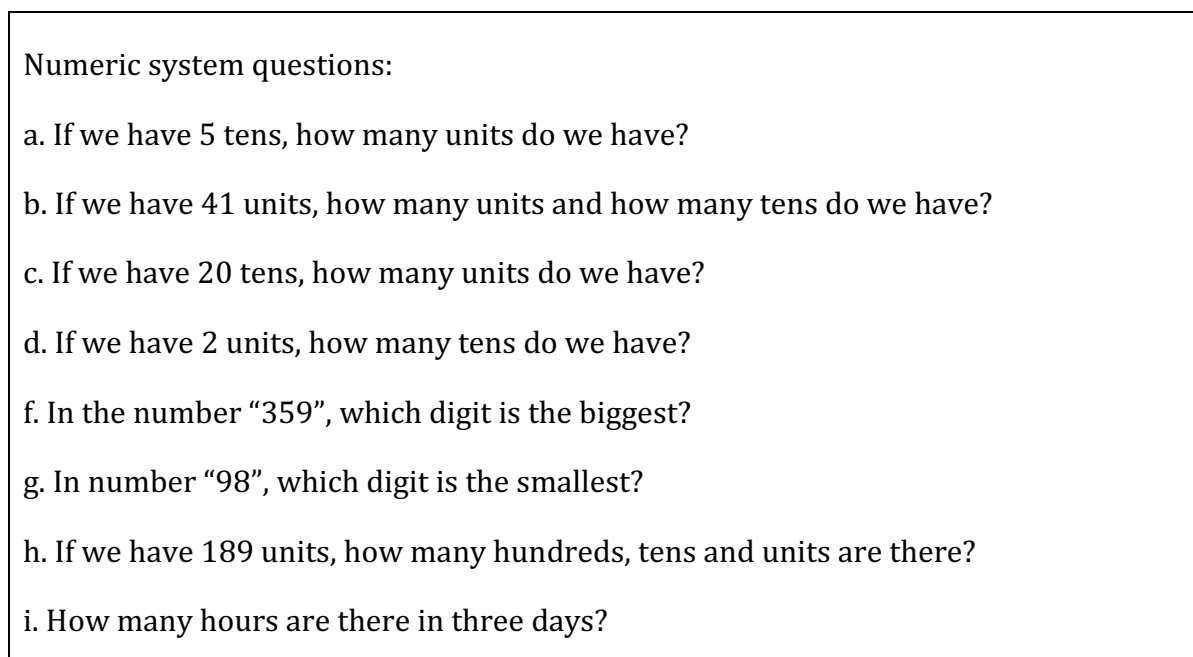 Numeric system questions:
a. If we have 5 tens, how many units do we have?
b. If we have 41 units, how many units and how many tens do we have?
c. If we have 20 tens, how many units do we have?
d. If we have 2 units, how many tens do we have?
f. In the number “359”, which digit is the biggest?
g. In number “98”, which digit is the smallest?
h. If we have 189 units, how many hundreds, tens and units are there?
i. How many hours are there in three days?